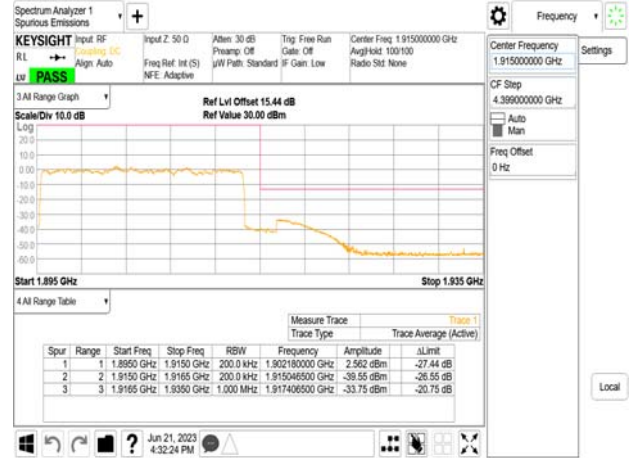 Spectrum Analyzer 1
Spurious Emissions
Frequency
KEYSIGHT Input: RF Input Z: 50 Ω Atten: 30 dB Trig: Free Run Center Freq: 1.915000000 GHz
RL Coupling: DC Preamp: Off Gate: Off Avg|Hold: 100/100
Align: Auto Freq Ref: Int (S) µW Path: Standard IF Gain: Low Radio Std: None
NFE: Adaptive
LV PASS
Center Frequency
1.915000000 GHz
Settings
CF Step
4.399000000 GHz
Auto
Man
Freq Offset
0 Hz
3 All Range Graph
Ref Lvl Offset 15.44 dB
Scale/Div 10.0 dB Ref Value 30.00 dBm
Log
20.0
10.0
0.00
-10.0
-20.0
-30.0
-40.0
-50.0
-60.0
Start 1.895 GHz Stop 1.935 GHz
4 All Range Table
Measure Trace Trace 1
Trace Type Trace Average (Active)
Spur Range Start Freq Stop Freq RBW Frequency Amplitude ΔLimit
1 1 1.8950 GHz 1.9150 GHz 200.0 kHz 1.902180000 GHz 2.562 dBm -27.44 dB
2 2 1.9150 GHz 1.9165 GHz 200.0 kHz 1.915046500 GHz -39.55 dBm -26.55 dB
3 3 1.9165 GHz 1.9350 GHz 1.000 MHz 1.917406500 GHz -33.75 dBm -20.75 dB
Local
Jun 21, 2023
4:32:24 PM